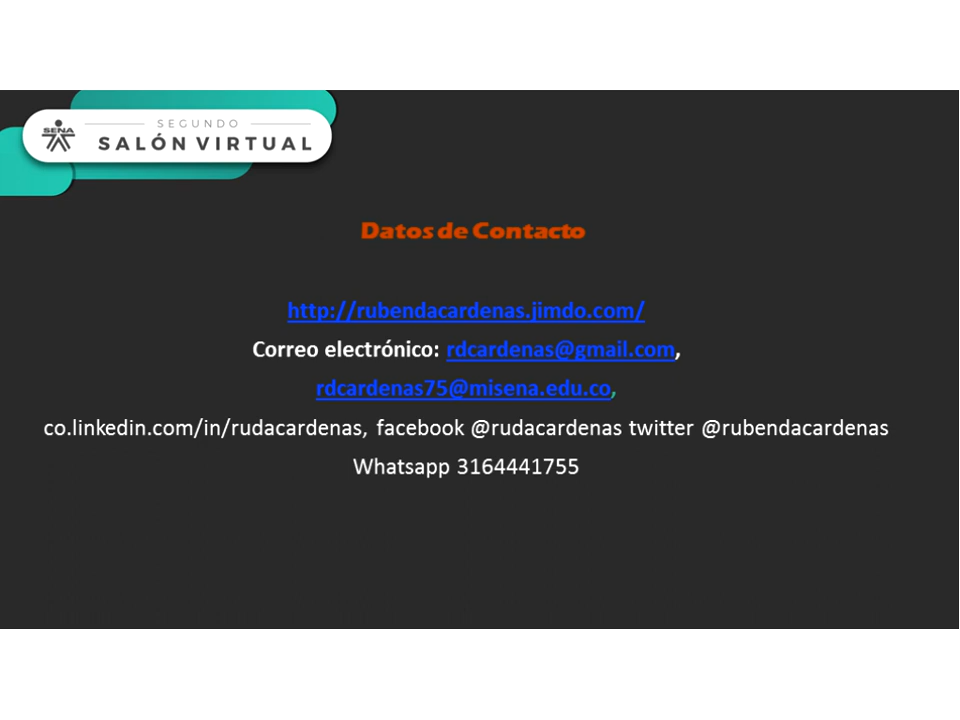 SENA
SEGUNDO
SALÓN VIRTUAL
Datos de Contacto
http://rubendacardenas.jimdo.com/
Correo electrónico: rdcardenas@gmail.com,
rdcardenas75@misena.edu.co,
co.linkedin.com/in/rudacardenas, facebook @rudacardenas twitter @rubendacardenas
Whatsapp 3164441755